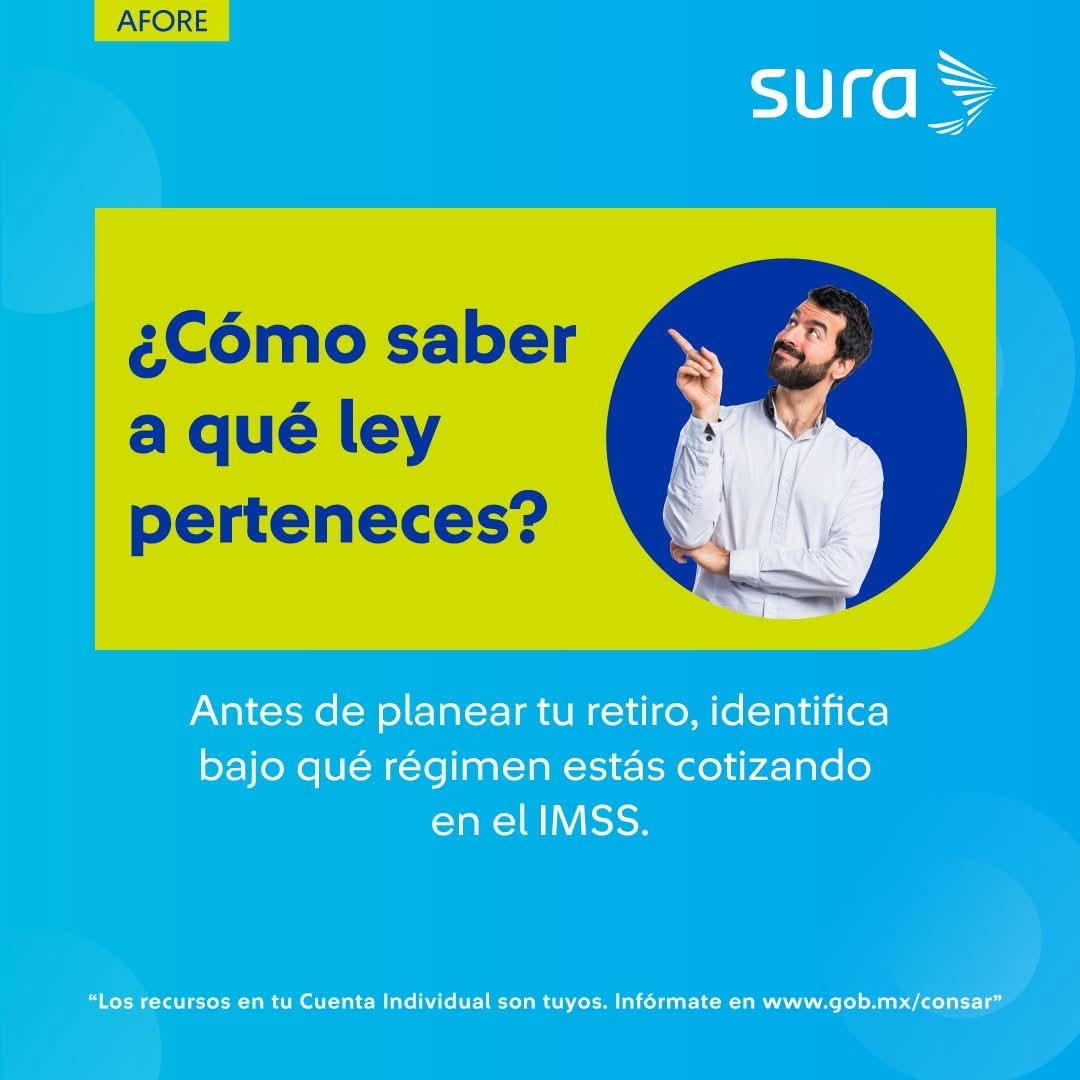 AFORE
sura
¿Cómo saber
a qué ley
perteneces?
Antes de planear tu retiro, identifica
bajo qué régimen estás cotizando
en el IMSS.
“Los recursos en tu Cuenta Individual son tuyos. Infórmate en www.gob.mx/consar”